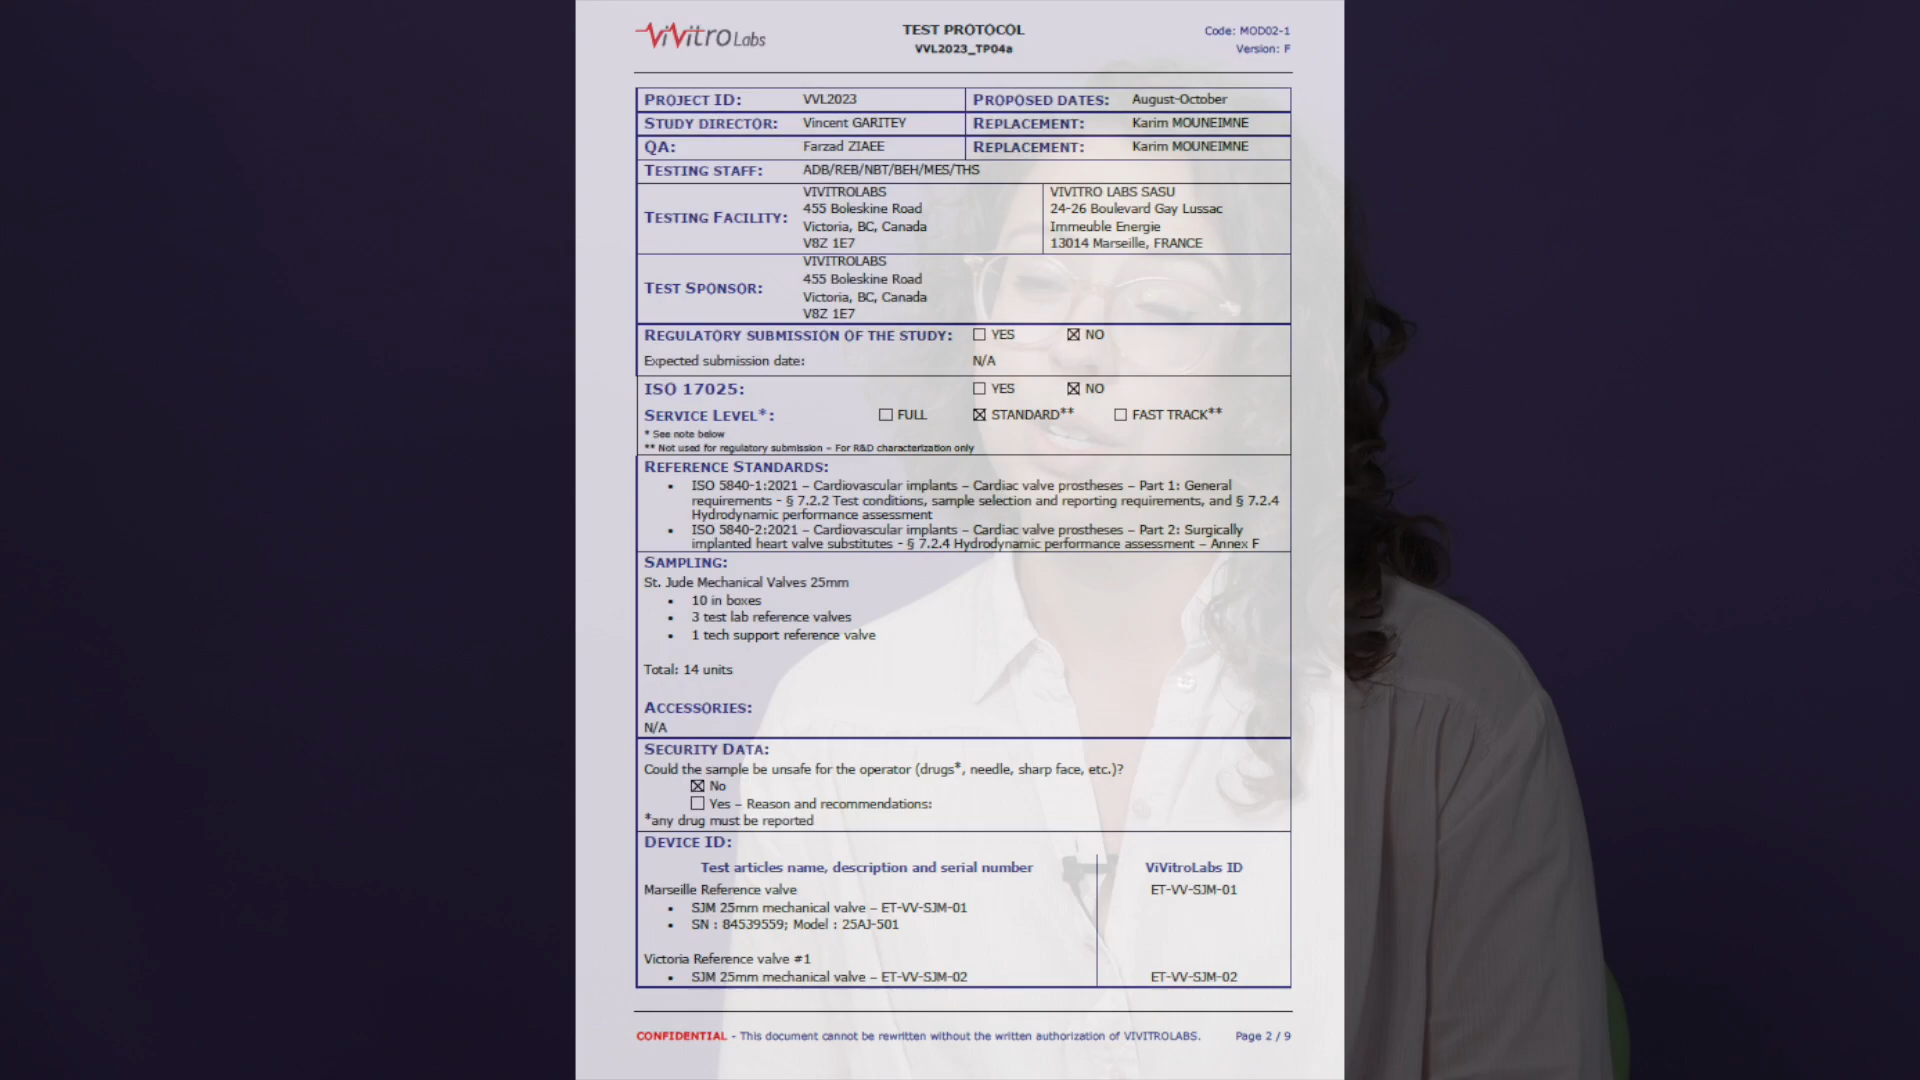 ViVitro Labs
TEST PROTOCOL
VVL2023_TP04a
Code: MOD02-1
Version: F
PROJECT ID: VVL2023 PROPOSED DATES: August-October
STUDY DIRECTOR: Vincent GARITEY REPLACEMENT: Karim MOUNEIMNE
QA: Farzad ZIAEE REPLACEMENT: Karim MOUNEIMNE
TESTING STAFF: ADB/REB/NBT/BEH/MES/THS
TESTING FACILITY:
VIVITROLABS
455 Boleskine Road
Victoria, BC, Canada
V8Z 1E7
VIVITRO LABS SASU
24-26 Boulevard Gay Lussac
Immeuble Energie
13014 Marseille, FRANCE
TEST SPONSOR:
VIVITROLABS
455 Boleskine Road
Victoria, BC, Canada
V8Z 1E7
REGULATORY SUBMISSION OF THE STUDY: ☐ YES ☒ NO
Expected submission date: N/A
ISO 17025: ☐ YES ☒ NO
SERVICE LEVEL*: ☐ FULL ☒ STANDARD** ☐ FAST TRACK**
* See note below
** Not used for regulatory submission – For R&D characterization only
REFERENCE STANDARDS:
• ISO 5840-1:2021 – Cardiovascular implants – Cardiac valve prostheses – Part 1: General
requirements - § 7.2.2 Test conditions, sample selection and reporting requirements, and § 7.2.4
Hydrodynamic performance assessment
• ISO 5840-2:2021 – Cardiovascular implants – Cardiac valve prostheses – Part 2: Surgically
implanted heart valve substitutes - § 7.2.4 Hydrodynamic performance assessment – Annex F
SAMPLING:
St. Jude Mechanical Valves 25mm
• 10 in boxes
• 3 test lab reference valves
• 1 tech support reference valve
Total: 14 units
ACCESSORIES:
N/A
SECURITY DATA:
Could the sample be unsafe for the operator (drugs*, needle, sharp face, etc.)?
☒ No
☐ Yes – Reason and recommendations:
*any drug must be reported
DEVICE ID:
Test articles name, description and serial number ViVitroLabs ID
Marseille Reference valve ET-VV-SJM-01
• SJM 25mm mechanical valve – ET-VV-SJM-01
• SN : 84539559; Model : 25AJ-501
Victoria Reference valve #1
• SJM 25mm mechanical valve – ET-VV-SJM-02 ET-VV-SJM-02
CONFIDENTIAL - This document cannot be rewritten without the written authorization of VIVITROLABS. Page 2 / 9